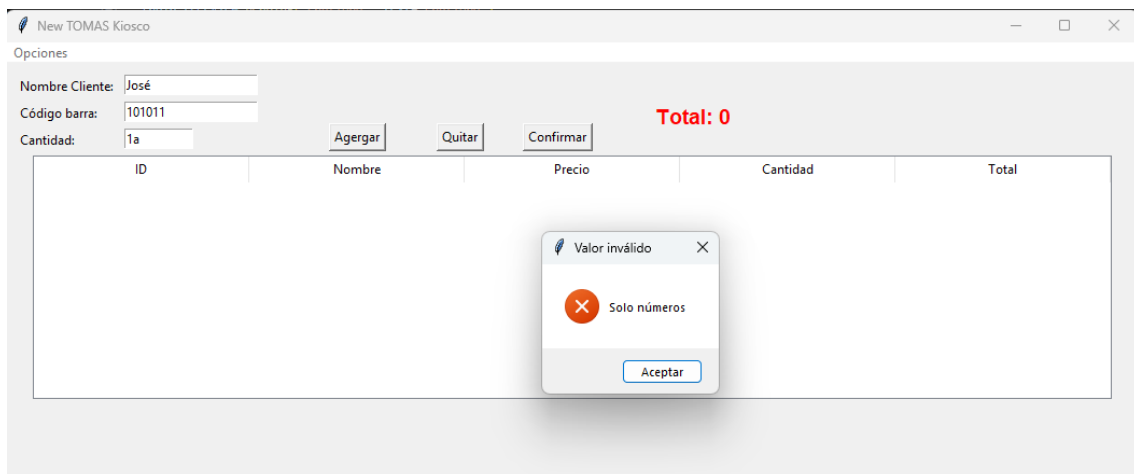 New TOMAS Kiosco
Opciones
Nombre Cliente: José
Código barra: 101011
Total: 0
Cantidad: 1a Agergar Quitar Confirmar
ID Nombre Precio Cantidad Total
Valor inválido
Solo números
Aceptar